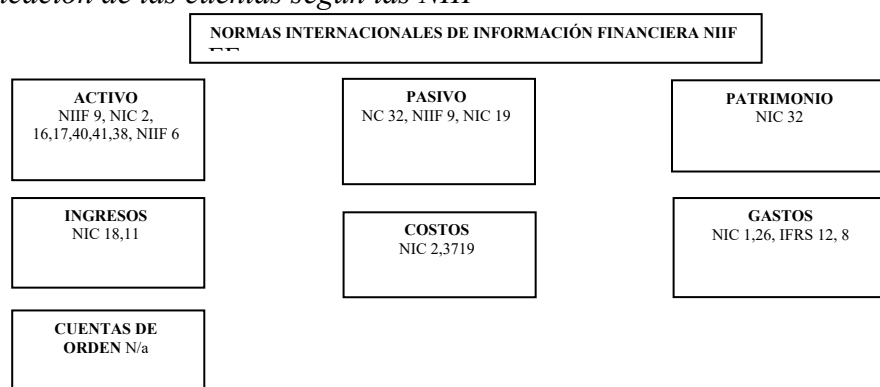 de las cuentas según las NIIF
NORMAS INTERNACIONALES DE INFORMACIÓN FINANCIERA NIIF
ACTIVO
NIIF 9, NIC 2,
16,17,40,41,38, NIIF 6
PASIVO
NC 32, NIIF 9, NIC 19
PATRIMONIO
NIC 32
INGRESOS
NIC 18,11
COSTOS
NIC 2,3719
GASTOS
NIC 1,26, IFRS 12, 8
CUENTAS DE
ORDEN N/a